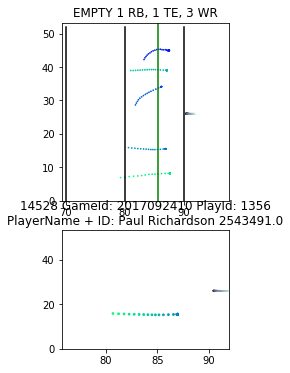 EMPTY 1 RB, 1 TE, 3 WR
50
40
30
20
10
0
70 80 90
14528 GameId: 2017092410 PlayId: 1356
PlayerName + ID: Paul Richardson 2543491.0
40
20
0
80 85 90